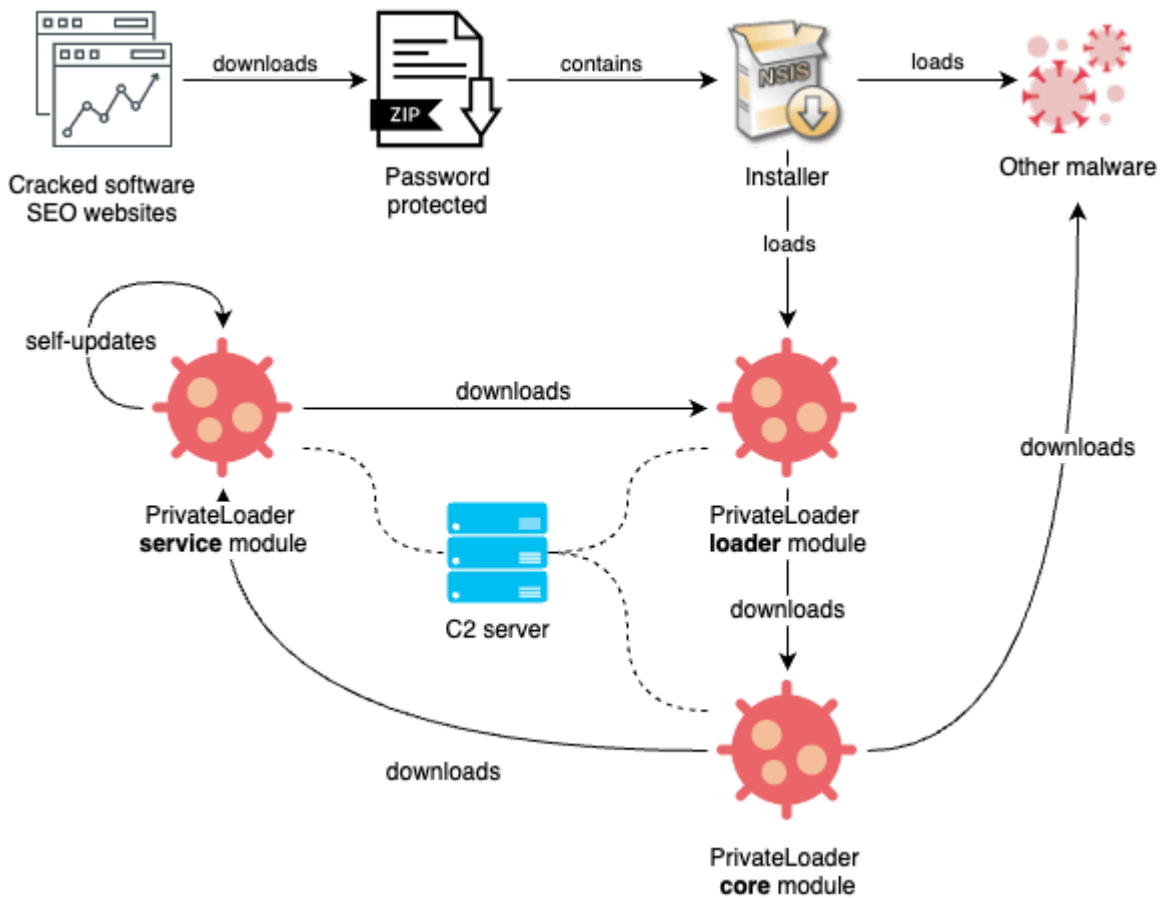 downloads
contains
loads
NSIS
ZIP
Cracked software
SEO websites
Password
protected
Installer
Other malware
loads
self-updates
downloads
downloads
PrivateLoader
service module
PrivateLoader
loader module
C2 server
downloads
downloads
PrivateLoader
core module